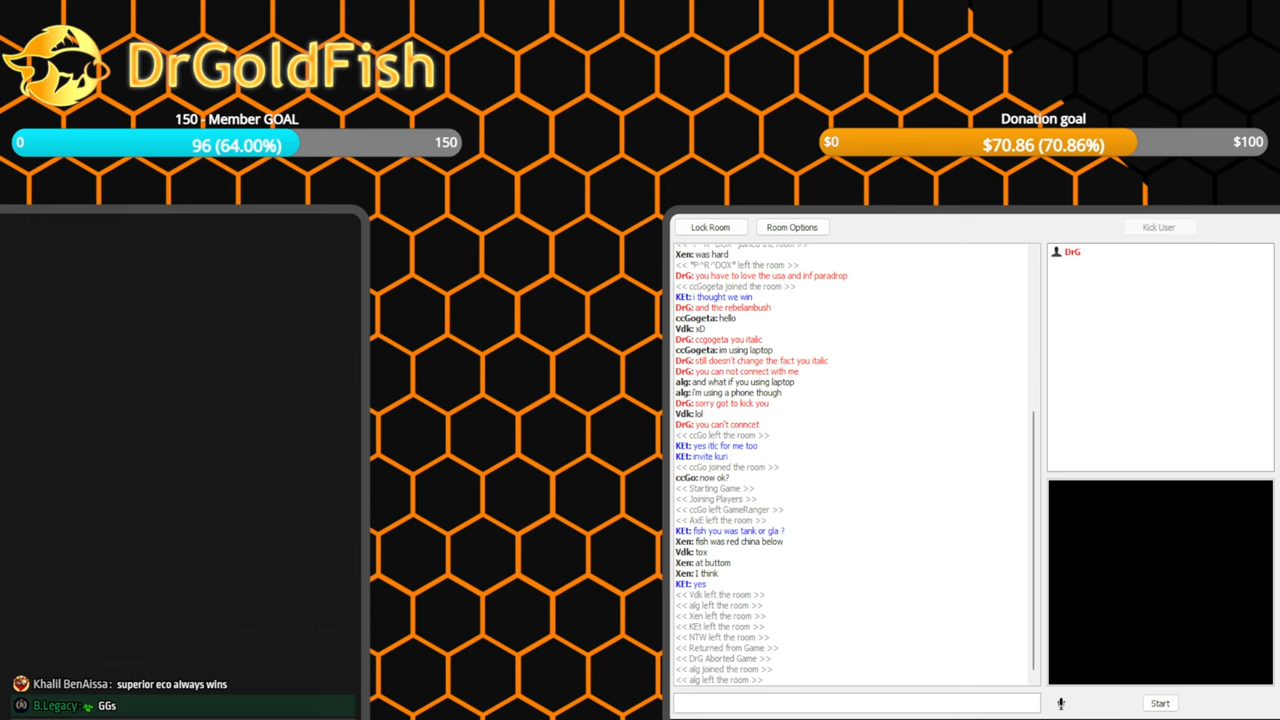 DrGoldFish
150 - Member GOAL
0
96 (64.00%)
150
Donation goal
$0
$70.86 (70.86%)
$100
Lock Room
Room Options
Kick User
Xen: was hard
<< *P^R^DOX* left the room >>
DrG: you have to love the usa and inf paradrop
<< ccGogeta joined the room >>
KEt: i thought we win
DrG: and the rebelambush
ccGogeta: hello
Vdk: xD
DrG: ccgogeta you italic
ccGogeta: im using laptop
DrG: still doesn't change the fact you italic
DrG: you can not connect with me
alg: and what if you using laptop
alg: i'm using a phone though
DrG: sorry got to kick you
Vdk: lol
DrG: you can't conncet
<< ccGo left the room >>
KEt: yes itlc for me too
KEt: invite kuri
<< ccGo joined the room >>
ccGo: now ok?
<< Starting Game >>
<< Joining Players >>
<< ccGo left GameRanger >>
<< AxE left the room >>
KEt: fish you was tank or gla ?
Xen: fish was red china below
Vdk: tox
Xen: at buttom
Xen: I think
KEt: yes
<< Vdk left the room >>
<< alg left the room >>
<< Xen left the room >>
<< KEt left the room >>
<< NTW left the room >>
<< Returned from Game >>
<< DrG Aborted Game >>
<< alg joined the room >>
<< alg left the room >>
DrG
Start
Khalil BenAissa: superior eco always wins
B.Legacy: GGs